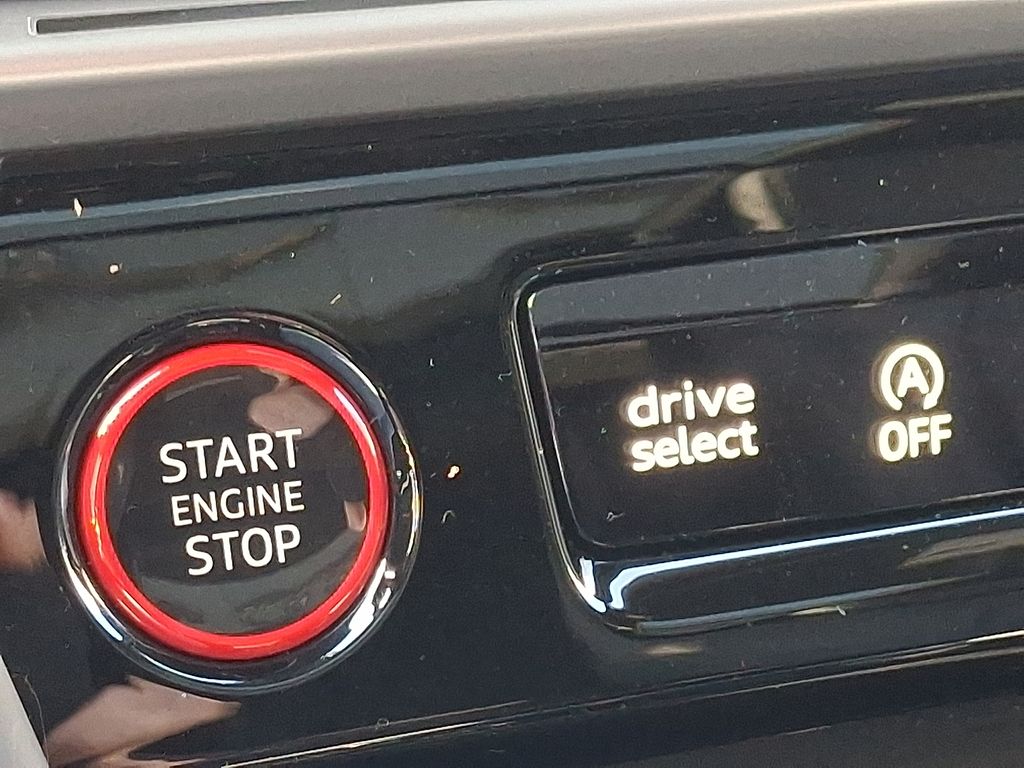 START
ENGINE
STOP
drive
select
A
OFF